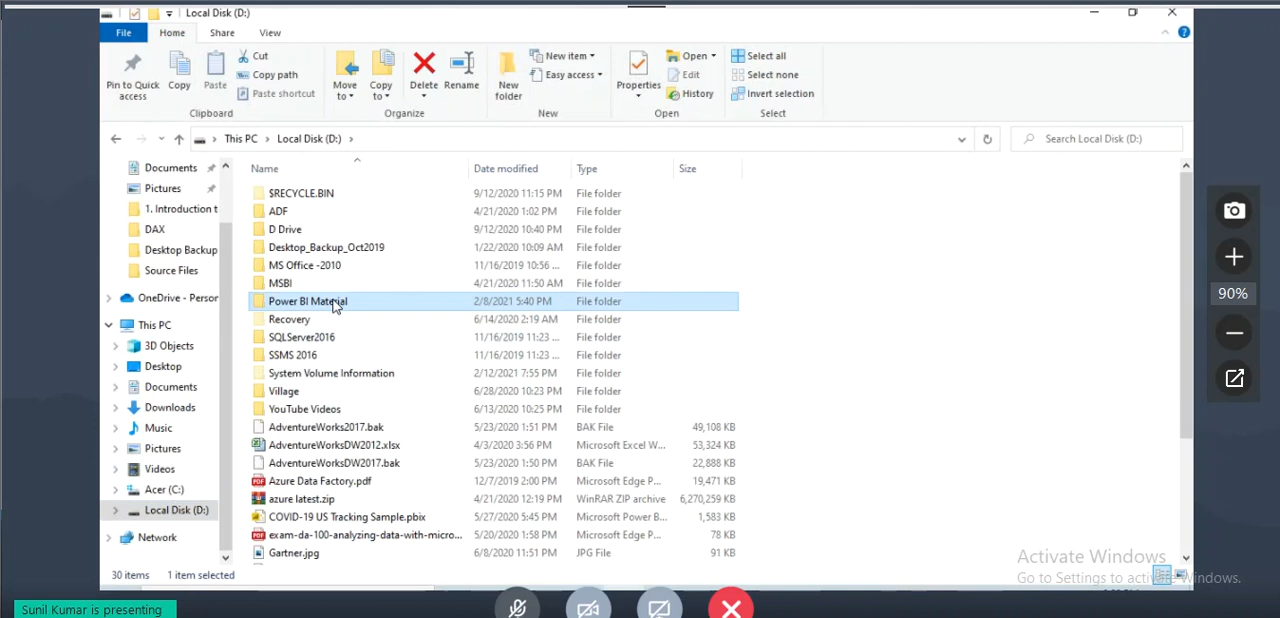 Local Disk (D:)
File Home Share View
Pin to Quick access
Copy
Paste
Cut
Copy path
Paste shortcut
Clipboard
Move to
Copy to
Delete
Rename
Organize
New folder
New item
Easy access
New
Properties
Open
Edit
History
Open
Select all
Select none
Invert selection
Select
This PC > Local Disk (D:) >
Search Local Disk (D:)
Documents
Pictures
1. Introduction t
DAX
Desktop Backup
Source Files
OneDrive - Person
This PC
3D Objects
Desktop
Documents
Downloads
Music
Pictures
Videos
Acer (C:)
Local Disk (D:)
Network
Name Date modified Type Size
$RECYCLE.BIN 9/12/2020 11:15 PM File folder
ADF 4/21/2020 1:02 PM File folder
D Drive 9/12/2020 10:40 PM File folder
Desktop_Backup_Oct2019 1/22/2020 10:09 AM File folder
MS Office -2010 11/16/2019 10:56 ... File folder
MSBI 4/21/2020 11:50 AM File folder
Power BI Material 2/8/2021 5:40 PM File folder
Recovery 6/14/2020 2:19 AM File folder
SQLServer2016 11/16/2019 11:23 ... File folder
SSMS 2016 11/16/2019 11:23 ... File folder
System Volume Information 2/12/2021 7:55 PM File folder
Village 6/28/2020 10:23 PM File folder
YouTube Videos 6/13/2020 10:25 PM File folder
AdventureWorks2017.bak 5/23/2020 1:51 PM BAK File 49,108 KB
AdventureWorksDW2012.xlsx 4/3/2020 3:56 PM Microsoft Excel W... 53,324 KB
AdventureWorksDW2017.bak 5/23/2020 1:50 PM BAK File 22,888 KB
Azure Data Factory.pdf 12/7/2019 2:00 PM Microsoft Edge P... 19,471 KB
azure latest.zip 4/21/2020 12:19 PM WinRAR ZIP archive 6,270,259 KB
COVID-19 US Tracking Sample.pbix 5/27/2020 5:45 PM Microsoft Power B... 1,583 KB
exam-da-100-analyzing-data-with-micro... 5/20/2020 1:58 PM Microsoft Edge P... 78 KB
Gartner.jpg 6/8/2020 11:51 PM JPG File 91 KB
30 items 1 item selected
90%
Activate Windows
Go to Settings to activate Windows.
Sunil Kumar is presenting